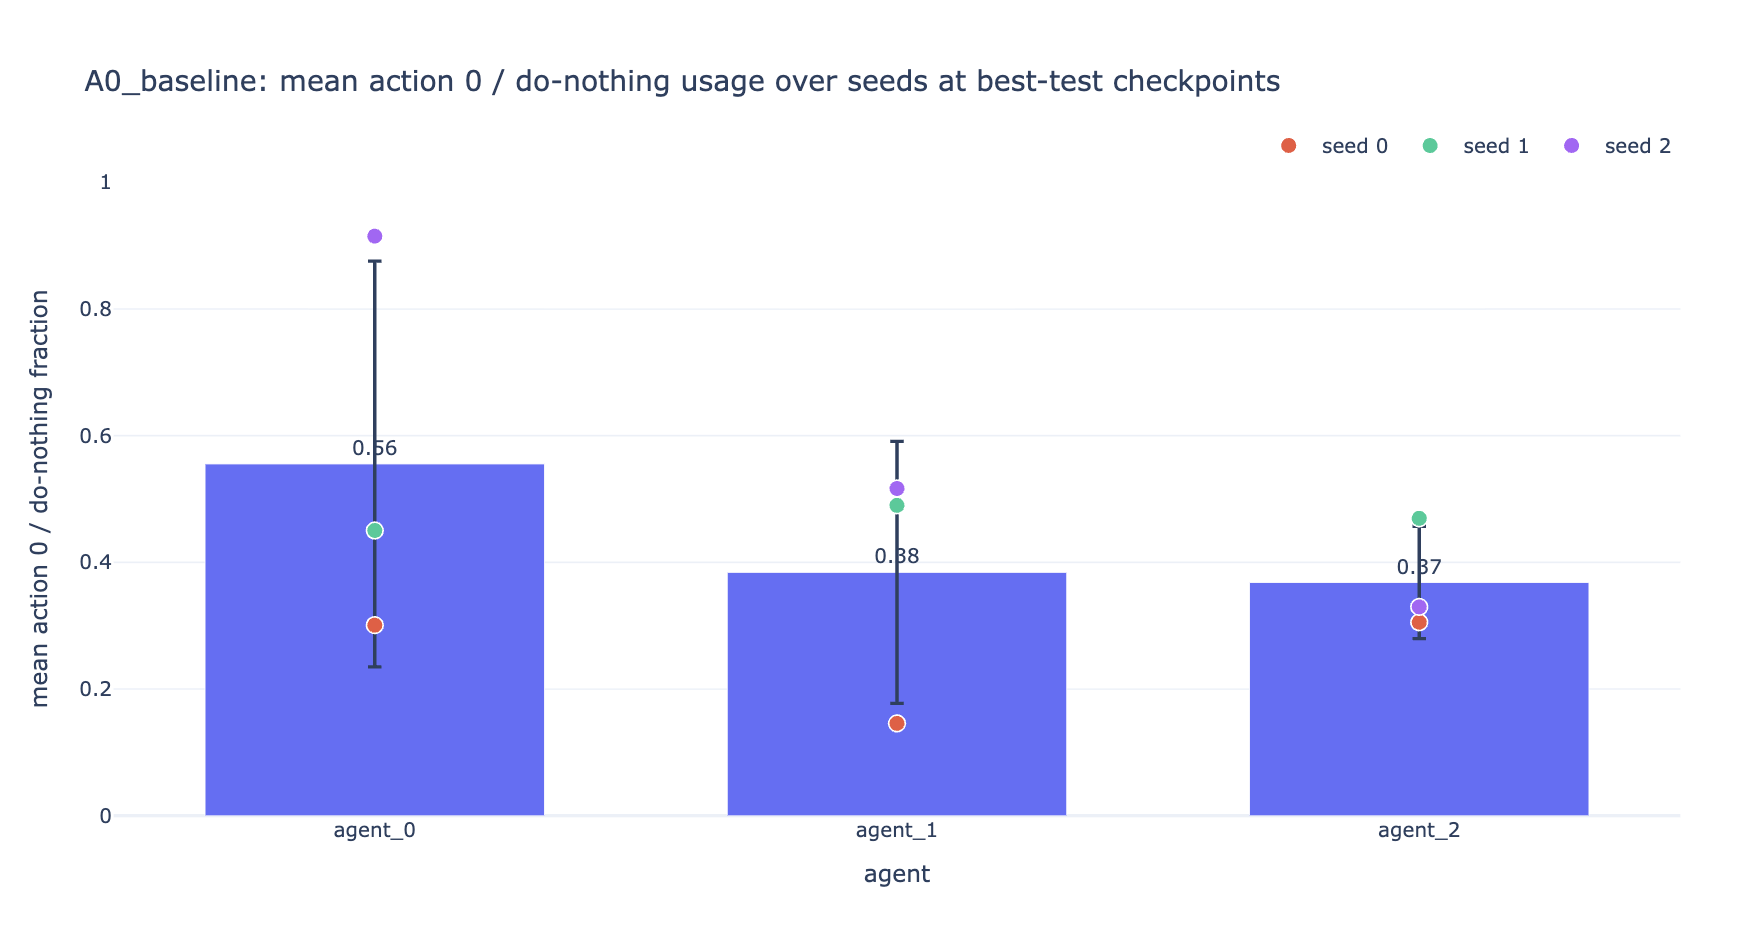 A0_baseline: mean action 0 / do-nothing usage over seeds at best-test checkpoints
seed 0 seed 1 seed 2
mean action 0 / do-nothing fraction
1
0.8
0.6
0.4
0.2
0
0.56
0.38
0.37
agent_0 agent_1 agent_2
agent